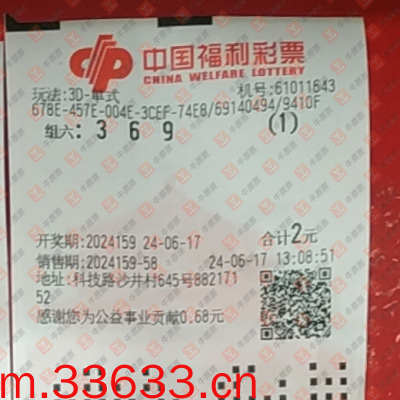 中国福利彩票
CHINA WELFARE LOTTERY
玩法:3D-单式 机号:61011643
678E-457E-004E-3CEF-74E8/69140494/9410F
组六: 3 6 9 (1)
开奖期:2024159 24-06-17 合计2元
销售期:2024159-58 24-06-17 13:08:51
地址:科技路沙井村645号882171
52
感谢您为公益事业贡献0.68元
m.33633.cn